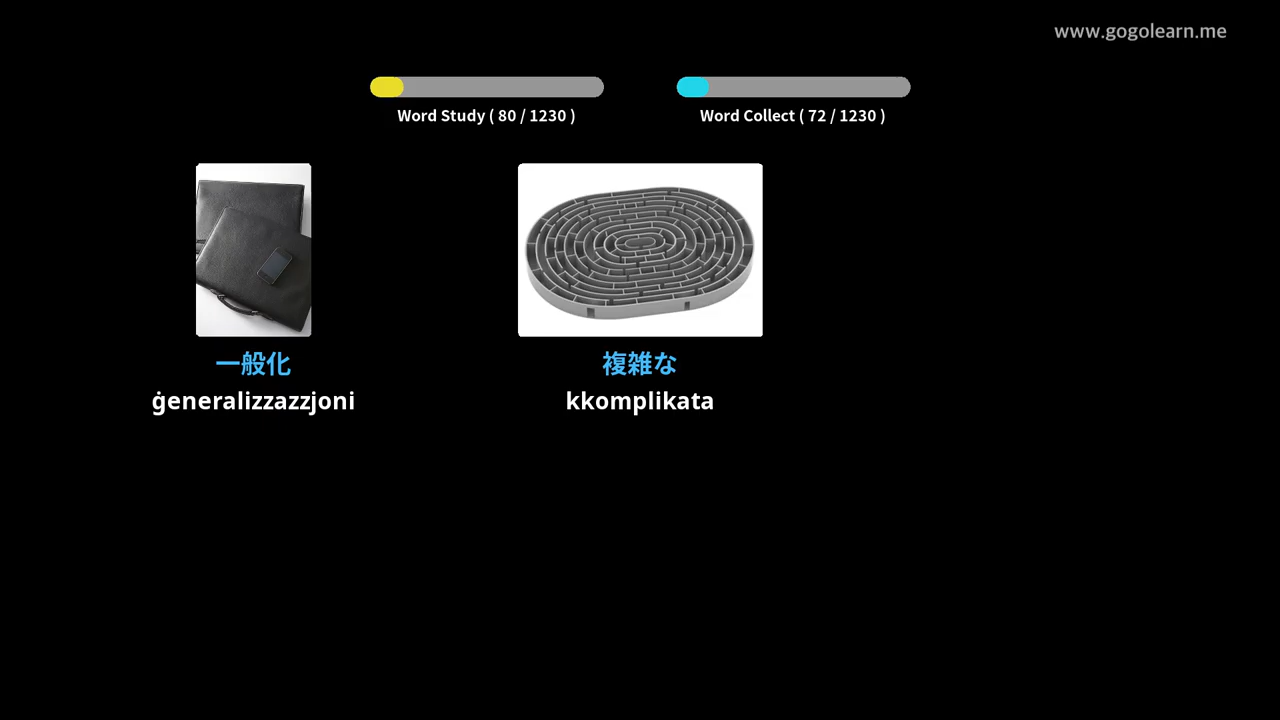 www.gogolearn.me
Word Study ( 80 / 1230 )
Word Collect ( 72 / 1230 )
一般化
ġeneralizzazzjoni
複雑な
kkomplikata